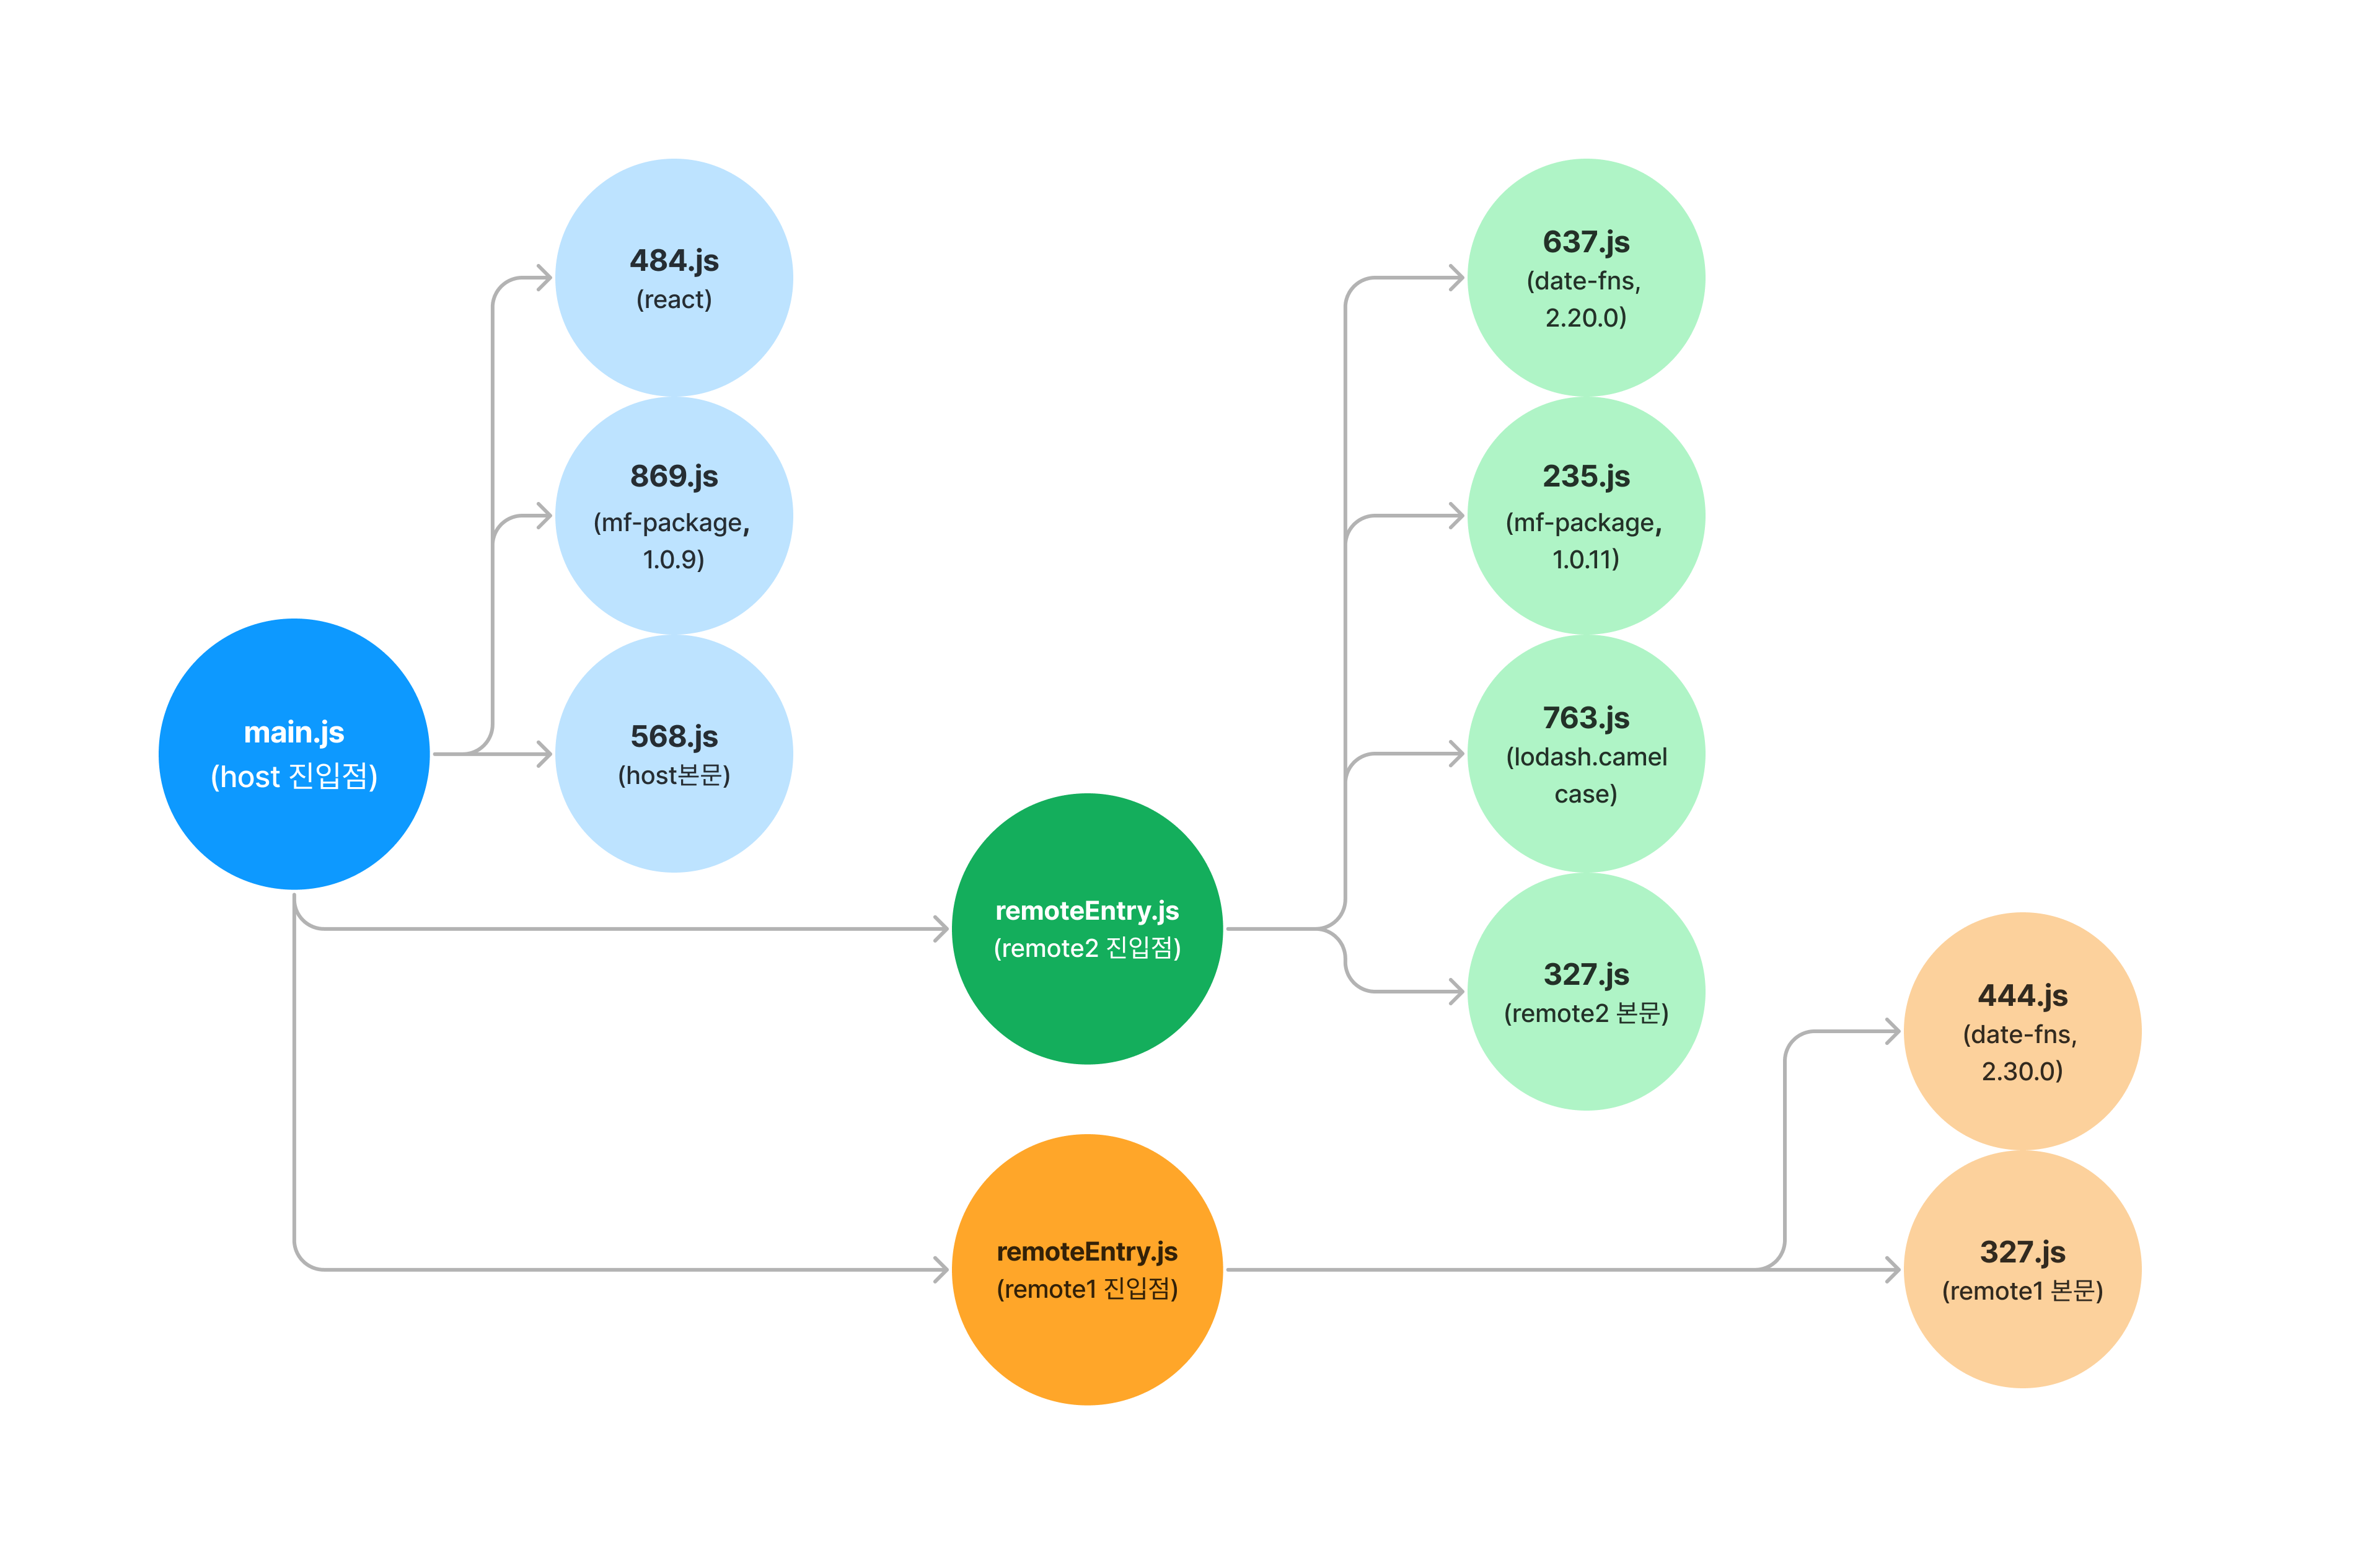 484.js
(react)
869.js
(mf-package,
1.0.9)
568.js
(host본문)
main.js
(host 진입점)
637.js
(date-fns,
2.20.0)
235.js
(mf-package,
1.0.11)
763.js
(lodash.camel
case)
327.js
(remote2 본문)
remoteEntry.js
(remote2 진입점)
444.js
(date-fns,
2.30.0)
327.js
(remote1 본문)
remoteEntry.js
(remote1 진입점)